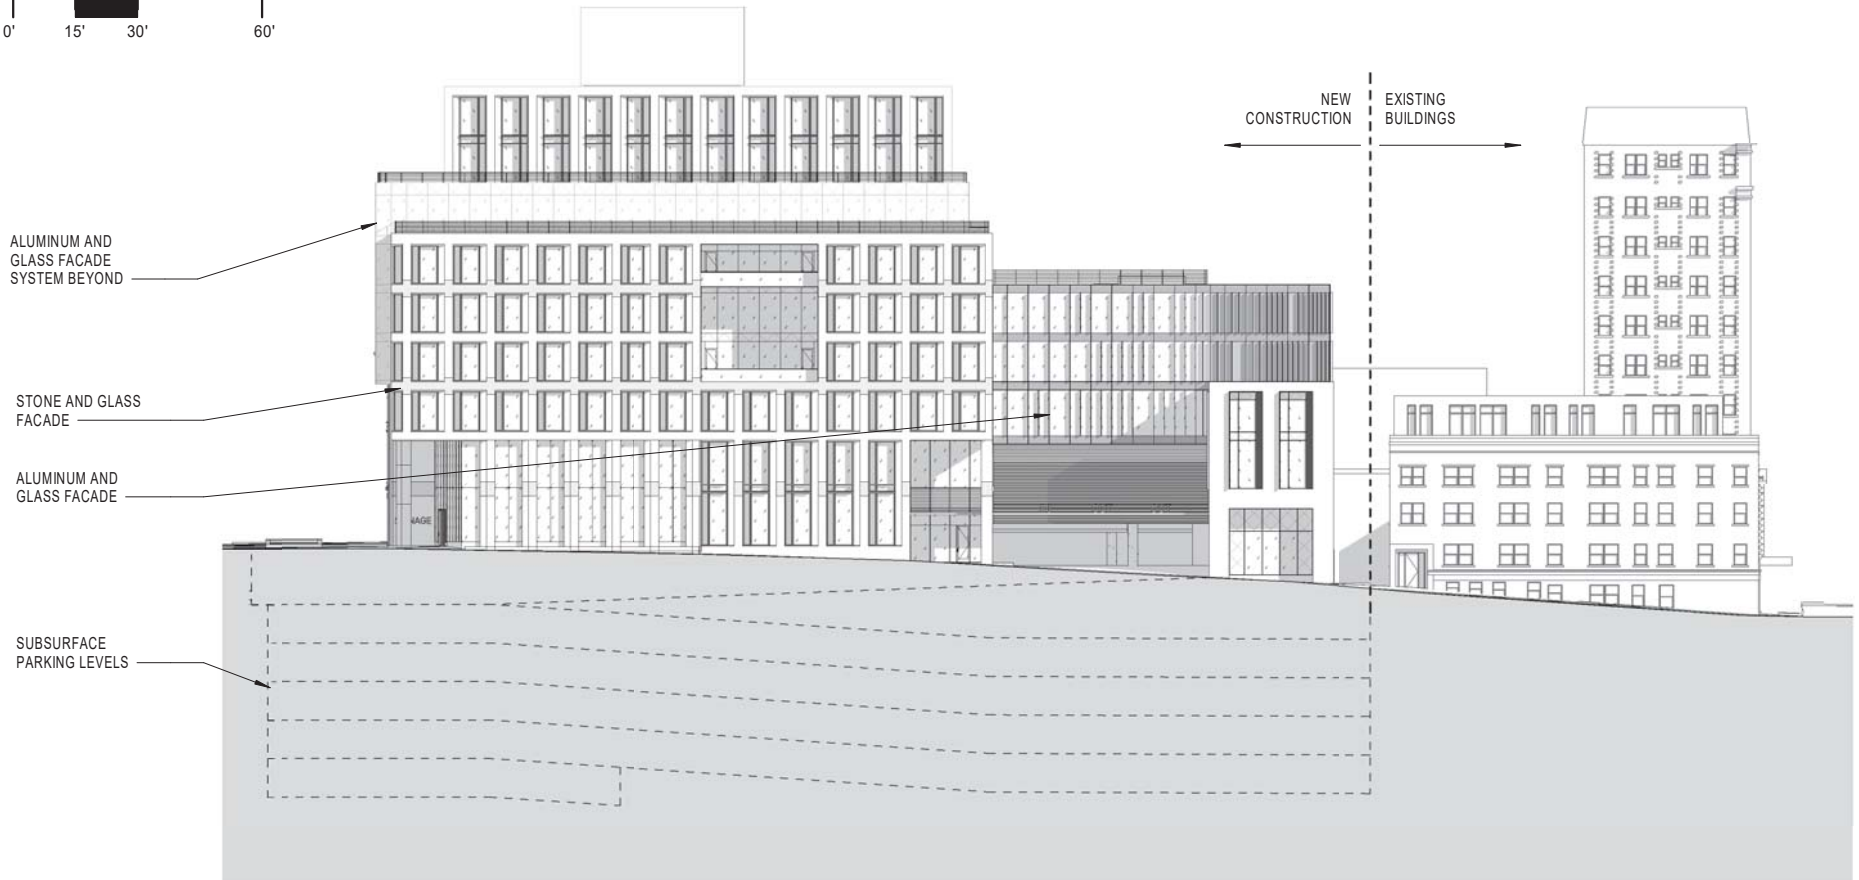 0' 15' 30' 60'
NEW
CONSTRUCTION
EXISTING
BUILDINGS
ALUMINUM AND
GLASS FACADE
SYSTEM BEYOND
STONE AND GLASS
FACADE
ALUMINUM AND
GLASS FACADE
SUBSURFACE
PARKING LEVELS